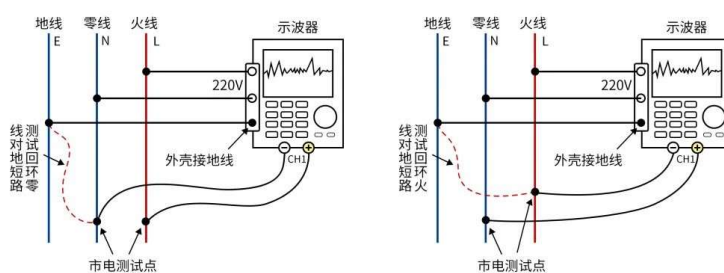 地线 零线 火线 示波器
E N L
220V
外壳接地线
CH1
测试回环零
线对地短路
市电测试点
地线 零线 火线 示波器
E N L
220V
外壳接地线
CH1
测试回环火
线对地短路
市电测试点